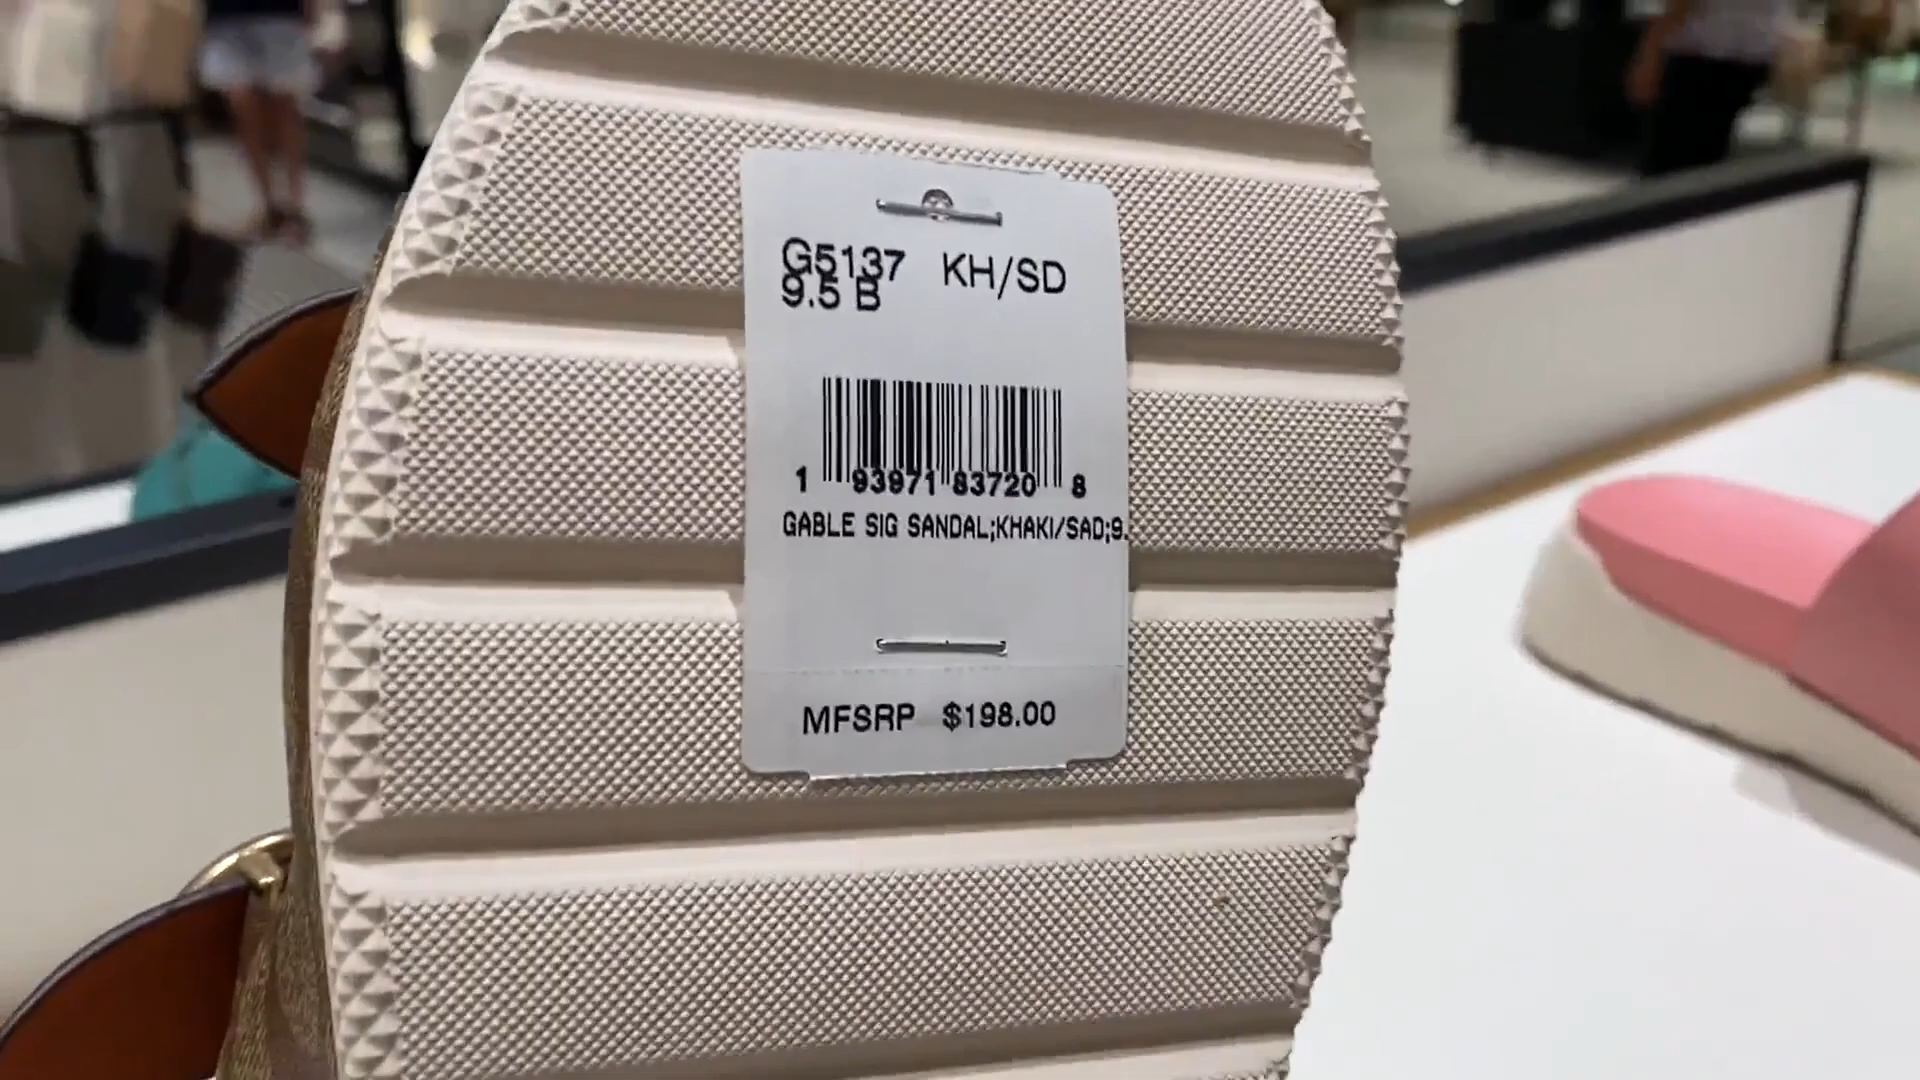 G5137 KH/SD
9.5 B
1 93971 83720 8
GABLE SIG SANDAL;KHAKI/SAD;9.
MFSRP $198.00